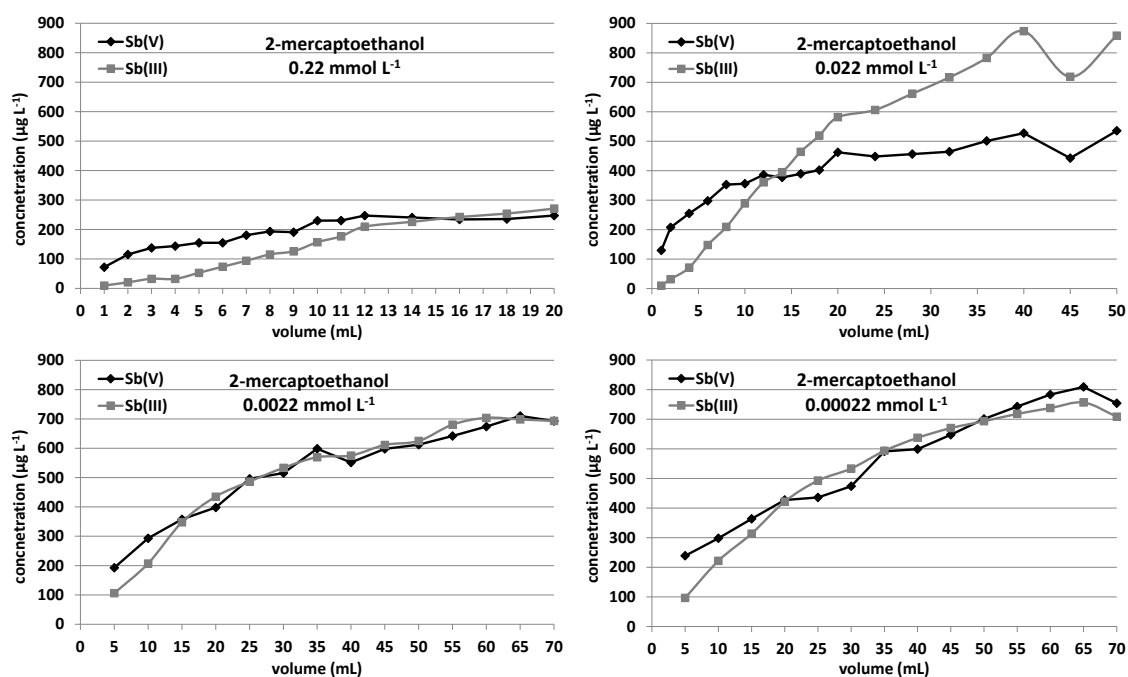 900
800
700
600
500
400
300
200
100
0
concnetration (µg L⁻¹)
Sb(V)
Sb(III)
2-mercaptoethanol
0.22 mmol L⁻¹
0 1 2 3 4 5 6 7 8 9 10 11 12 13 14 15 16 17 18 19 20
volume (mL)
900
800
700
600
500
400
300
200
100
0
concnetration (µg L⁻¹)
Sb(V)
Sb(III)
2-mercaptoethanol
0.022 mmol L⁻¹
0 5 10 15 20 25 30 35 40 45 50
volume (mL)
900
800
700
600
500
400
300
200
100
0
concnetration (µg L⁻¹)
Sb(V)
Sb(III)
2-mercaptoethanol
0.0022 mmol L⁻¹
0 5 10 15 20 25 30 35 40 45 50 55 60 65 70
volume (mL)
900
800
700
600
500
400
300
200
100
0
concnetration (µg L⁻¹)
Sb(V)
Sb(III)
2-mercaptoethanol
0.00022 mmol L⁻¹
0 5 10 15 20 25 30 35 40 45 50 55 60 65 70
volume (mL)